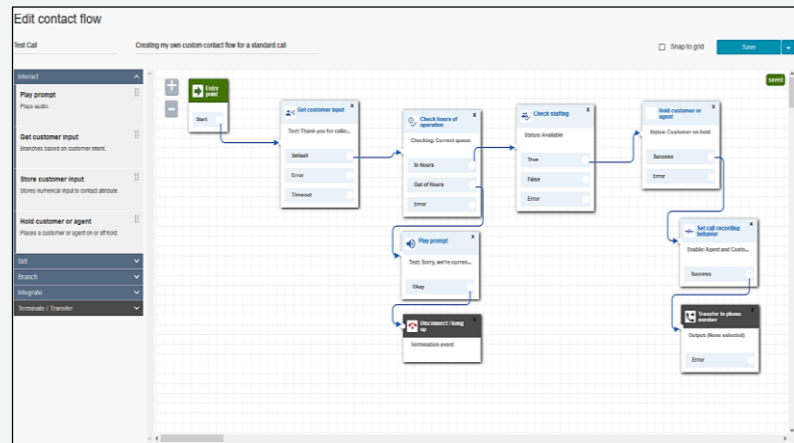 Edit contact flow
Test Call
Creating my own custom contact flow for a standard call
Snap to grid
Save
Interact
Play prompt
Plays audio.
Get customer input
Branches based on customer intent.
Store customer input
Stores numerical input to contact attribute.
Hold customer or agent
Places a customer or agent on or off hold.
Set
Branch
Integrate
Terminate / Transfer
saved
Entry
point
Start
Get customer input
Text: Thank you for callin...
Default
Error
Timeout
Check hours of
operation
Checking: Current queue
In Hours
Out of Hours
Error
Check staffing
Status: Available
True
False
Error
Hold customer or
agent
Status: Customer on hold
Success
Error
Play prompt
Text: Sorry, we're curren...
Okay
Disconnect / hang
up
Termination event
Set call recording
behavior
Enable: Agent and Custo...
Success
Transfer to phone
number
Output: (None selected)
Error